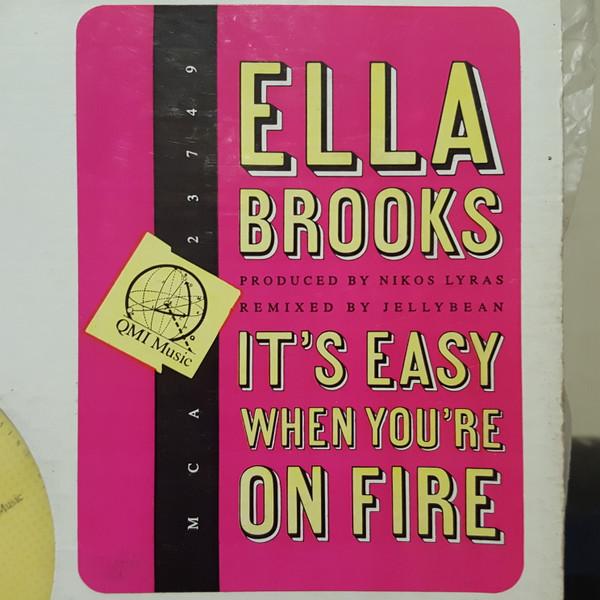 ELLA
BROOKS
PRODUCED BY NIKOS LYRAS
REMIXED BY JELLYBEAN
IT'S EASY
WHEN YOU'RE
ON FIRE
MCA 23749
QMI Music
Music